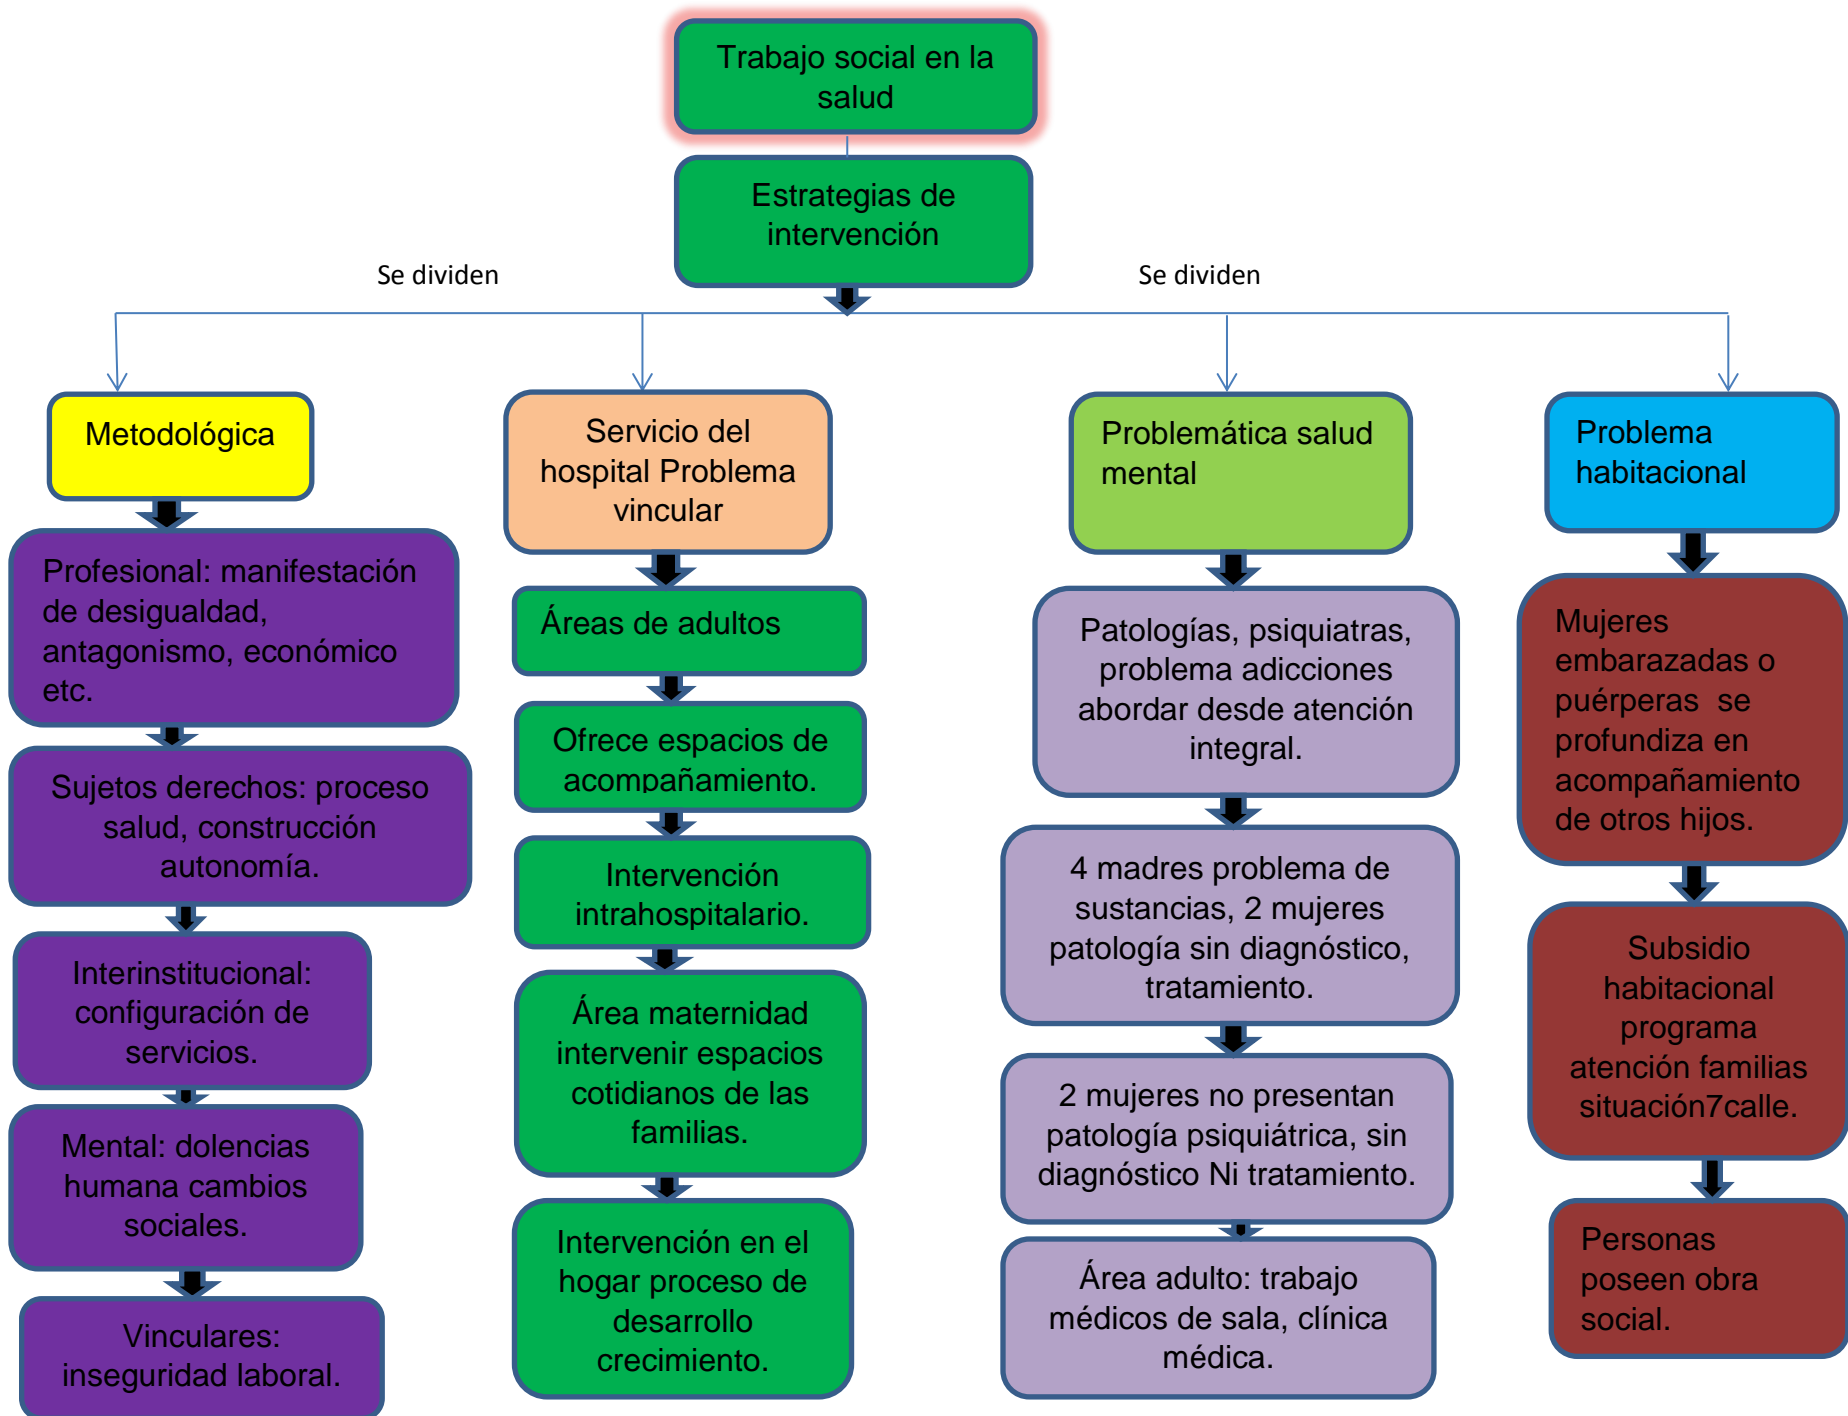 Trabajo social en la
salud
Estrategias de
intervención
Se dividen
Se dividen
Metodológica
Profesional: manifestación
de desigualdad,
antagonismo, económico
etc.
Sujetos derechos: proceso
salud, construcción
autonomía.
Interinstitucional:
configuración de
servicios.
Mental: dolencias
humana cambios
sociales.
Vinculares:
inseguridad laboral.
Servicio del
hospital Problema
vincular
Áreas de adultos
Ofrece espacios de
acompañamiento.
Intervención
intrahospitalario.
Área maternidad
intervenir espacios
cotidianos de las
familias.
Intervención en el
hogar proceso de
desarrollo
crecimiento.
Problemática salud
mental
Patologías, psiquiatras,
problema adicciones
abordar desde atención
integral.
4 madres problema de
sustancias, 2 mujeres
patología sin diagnóstico,
tratamiento.
2 mujeres no presentan
patología psiquiátrica, sin
diagnóstico Ni tratamiento.
Área adulto: trabajo
médicos de sala, clínica
médica.
Problema
habitacional
Mujeres
embarazadas o
puérperas  se
profundiza en
acompañamiento
de otros hijos.
Subsidio
habitacional
programa
atención familias
situación7calle.
Personas
poseen obra
social.